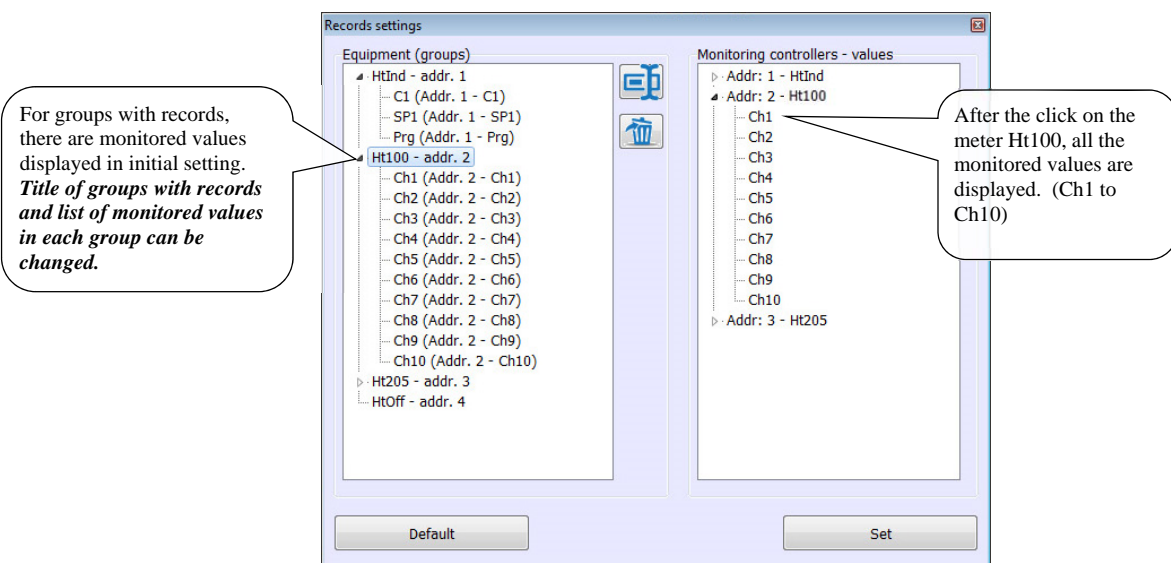 Records settings
For groups with records,
there are monitored values
displayed in initial setting.
Title of groups with records
and list of monitored values
in each group can be
changed.
Equipment (groups)
HtInd - addr. 1
C1 (Addr. 1 - C1)
SP1 (Addr. 1 - SP1)
Prg (Addr. 1 - Prg)
Ht100 - addr. 2
Ch1 (Addr. 2 - Ch1)
Ch2 (Addr. 2 - Ch2)
Ch3 (Addr. 2 - Ch3)
Ch4 (Addr. 2 - Ch4)
Ch5 (Addr. 2 - Ch5)
Ch6 (Addr. 2 - Ch6)
Ch7 (Addr. 2 - Ch7)
Ch8 (Addr. 2 - Ch8)
Ch9 (Addr. 2 - Ch9)
Ch10 (Addr. 2 - Ch10)
Ht205 - addr. 3
HtOff - addr. 4
Monitoring controllers - values
Addr: 1 - HtInd
Addr: 2 - Ht100
Ch1
Ch2
Ch3
Ch4
Ch5
Ch6
Ch7
Ch8
Ch9
Ch10
Addr: 3 - Ht205
After the click on the
meter Ht100, all the
monitored values are
displayed.  (Ch1 to
Ch10)
Default
Set